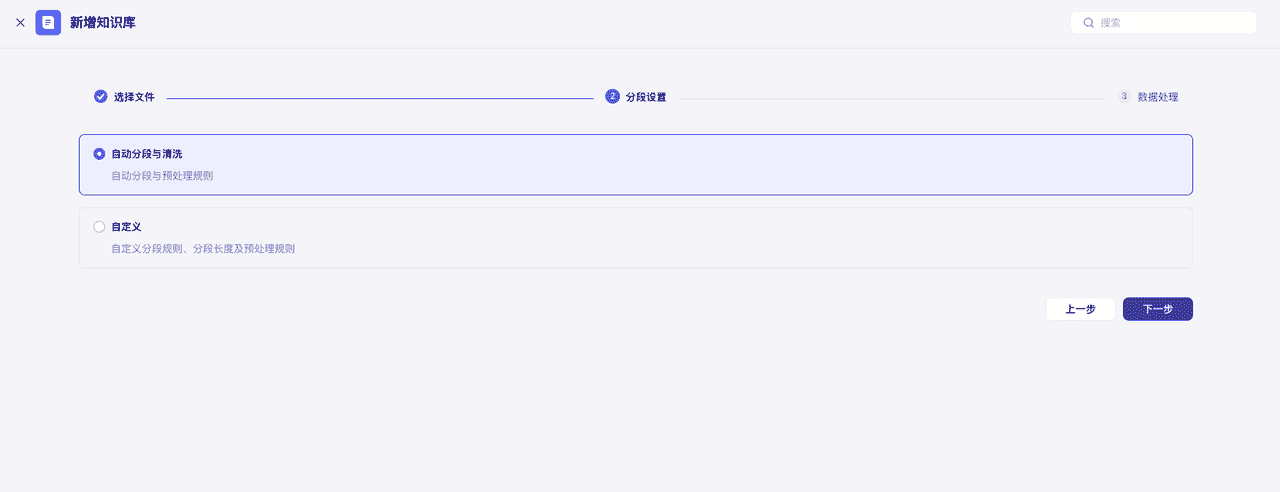 新增知识库
搜索
选择文件
2 分段设置
3 数据处理
自动分段与清洗
自动分段与预处理规则
自定义
自定义分段规则、分段长度及预处理规则
上一步
下一步